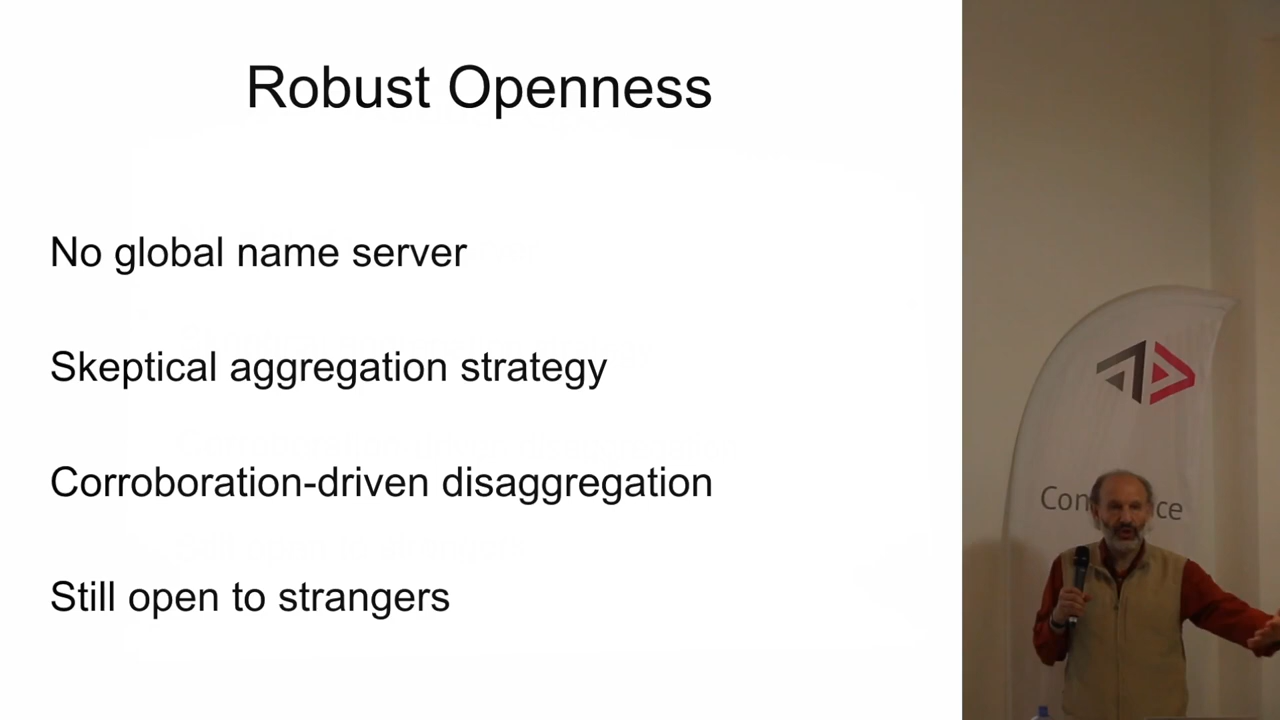 Robust Openness
No global name server
Skeptical aggregation strategy
Corroboration-driven disaggregation
Still open to strangers